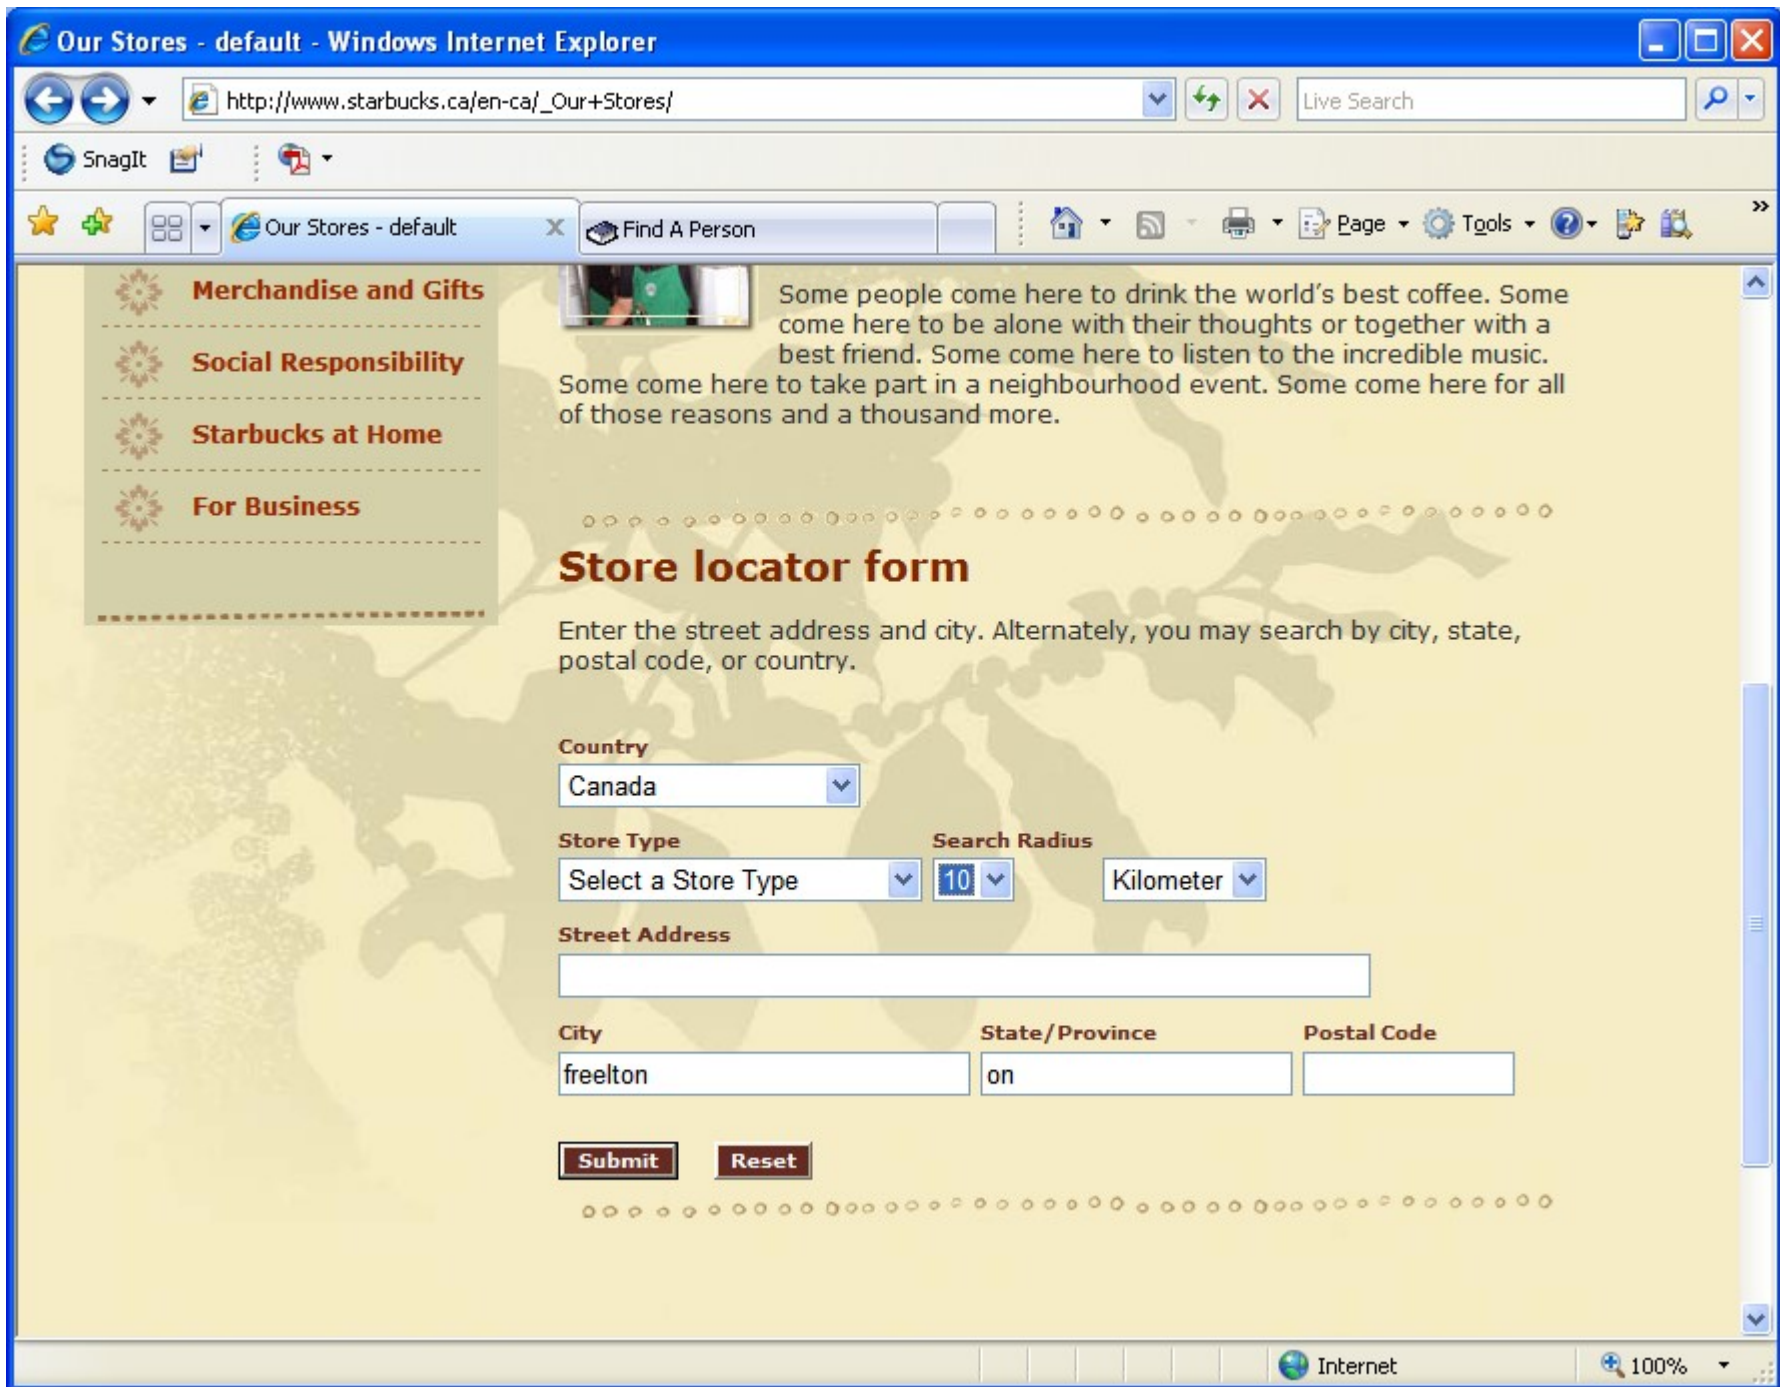 Our Stores - default - Windows Internet Explorer
http://www.starbucks.ca/en-ca/_Our+Stores/
Live Search
SnagIt
Our Stores - default
Find A Person
Page
Tools
»
Merchandise and Gifts
Social Responsibility
Starbucks at Home
For Business
Some people come here to drink the world's best coffee. Some
come here to be alone with their thoughts or together with a
best friend. Some come here to listen to the incredible music.
Some come here to take part in a neighbourhood event. Some come here for all
of those reasons and a thousand more.
Store locator form
Enter the street address and city. Alternately, you may search by city, state,
postal code, or country.
Country
Canada
Store Type Search Radius
Select a Store Type 10 Kilometer
Street Address
City State/Province Postal Code
freelton on
Submit Reset
Internet 100%